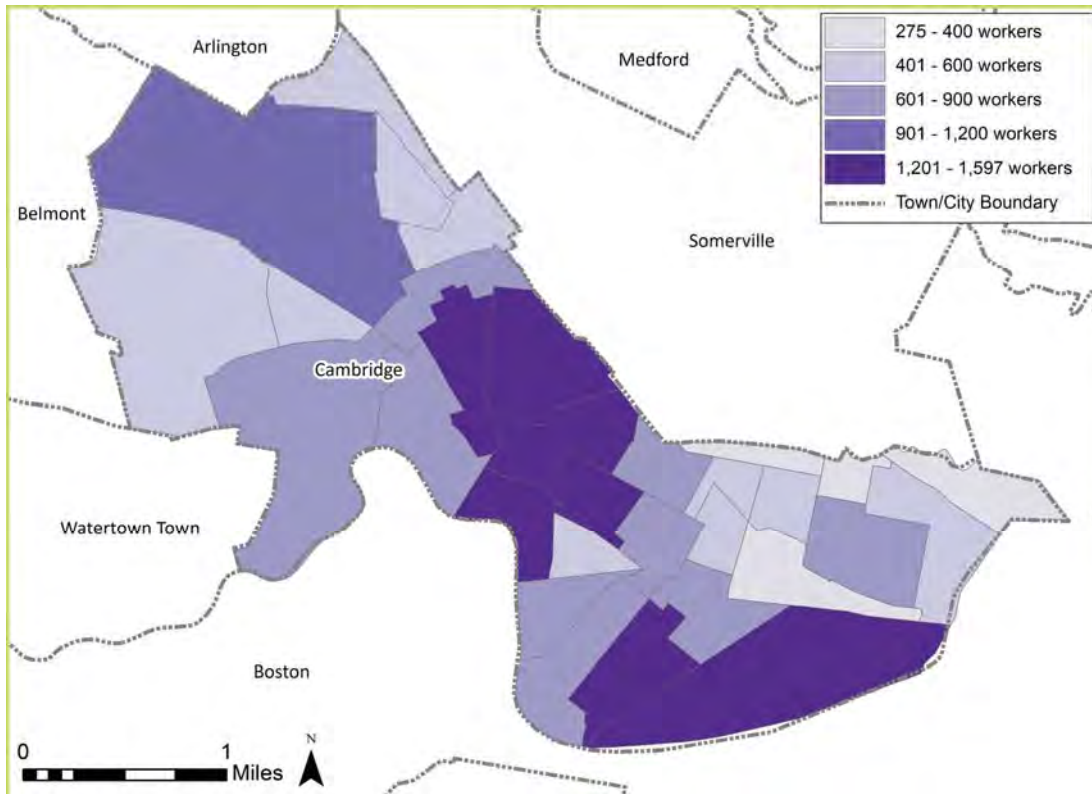 Arlington
Medford
275 - 400 workers
401 - 600 workers
601 - 900 workers
901 - 1,200 workers
1,201 - 1,597 workers
Town/City Boundary
Belmont
Somerville
Cambridge
Watertown Town
Boston
N
0 1
Miles